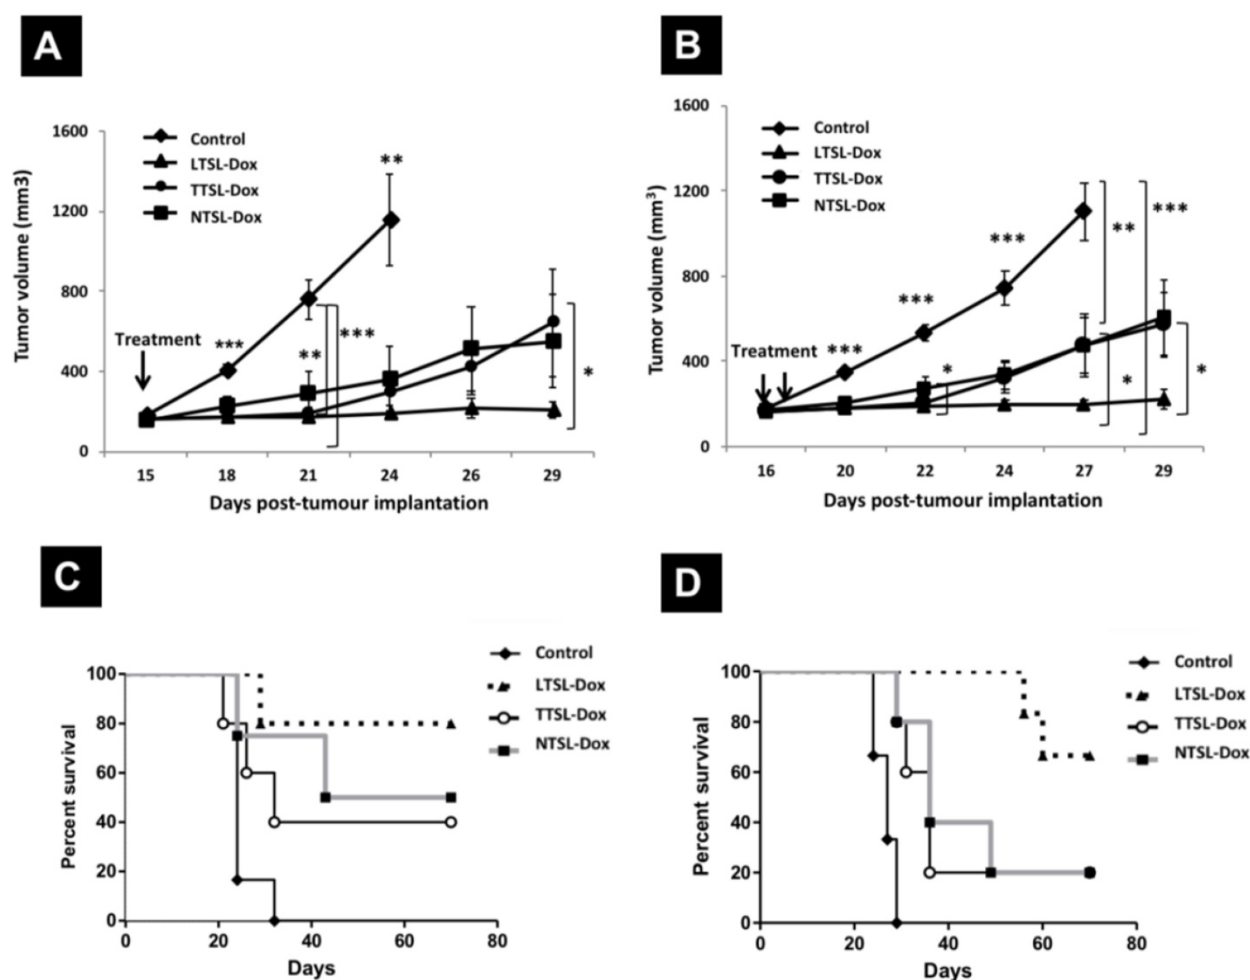 A
1600
1200
800
400
0
Tumor volume (mm3)
Control
LTSL-Dox
TTSL-Dox
NTSL-Dox
Treatment
***
**
**
***
*
15 18 21 24 26 29
Days post-tumour implantation
B
1600
1200
800
400
0
Tumor volume (mm³)
Control
LTSL-Dox
TTSL-Dox
NTSL-Dox
Treatment
***
***
***
*
**
***
*
*
16 20 22 24 27 29
Days post-tumour implantation
C
100
80
60
40
20
0
Percent survival
Control
LTSL-Dox
TTSL-Dox
NTSL-Dox
0 20 40 60 80
Days
D
100
80
60
40
20
0
Percent survival
Control
LTSL-Dox
TTSL-Dox
NTSL-Dox
0 20 40 60 80
Days